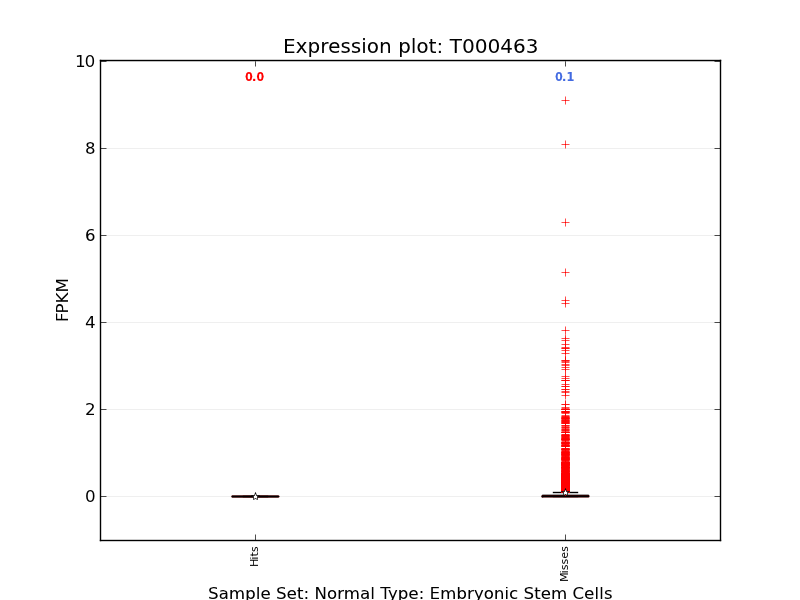 Expression plot: T000463
10
0.0
0.1
8
6
4
2
0
FPKM
Hits
Misses
Sample Set: Normal Type: Embryonic Stem Cells